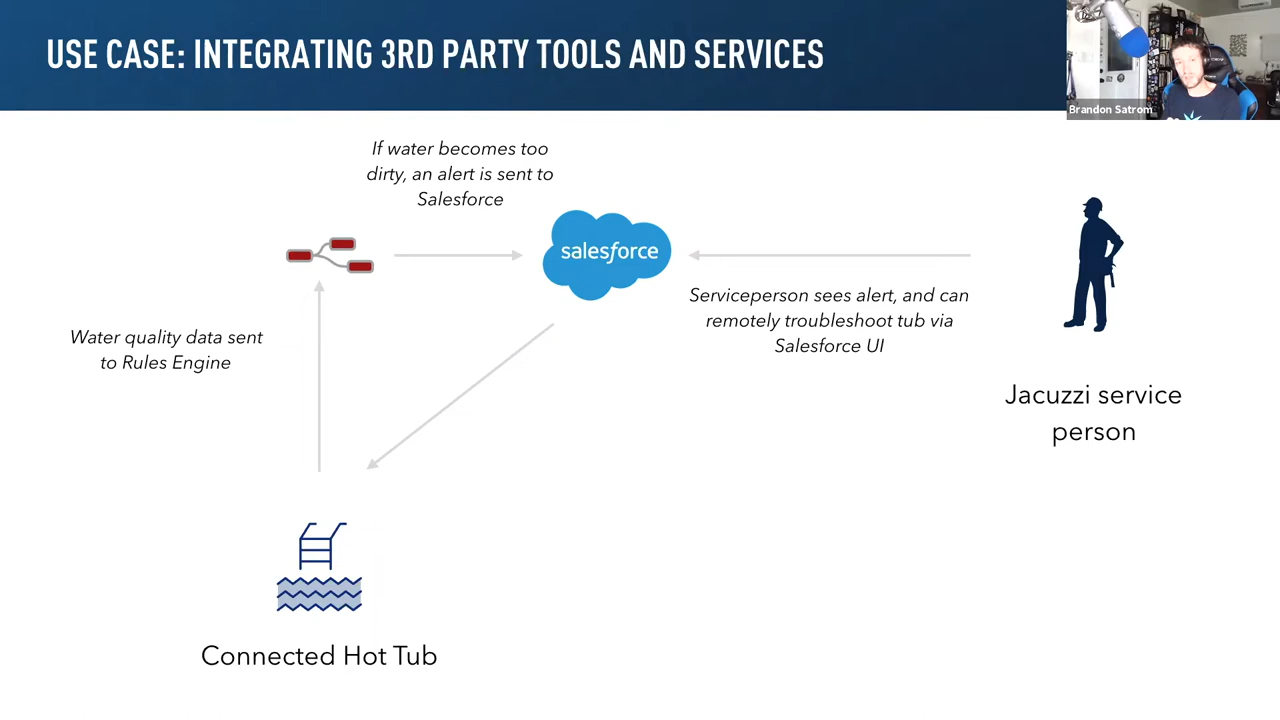 USE CASE: INTEGRATING 3RD PARTY TOOLS AND SERVICES
Brandon Satrom
If water becomes too
dirty, an alert is sent to
Salesforce
salesforce
Serviceperson sees alert, and can
remotely troubleshoot tub via
Salesforce UI
Water quality data sent
to Rules Engine
Jacuzzi service
person
Connected Hot Tub